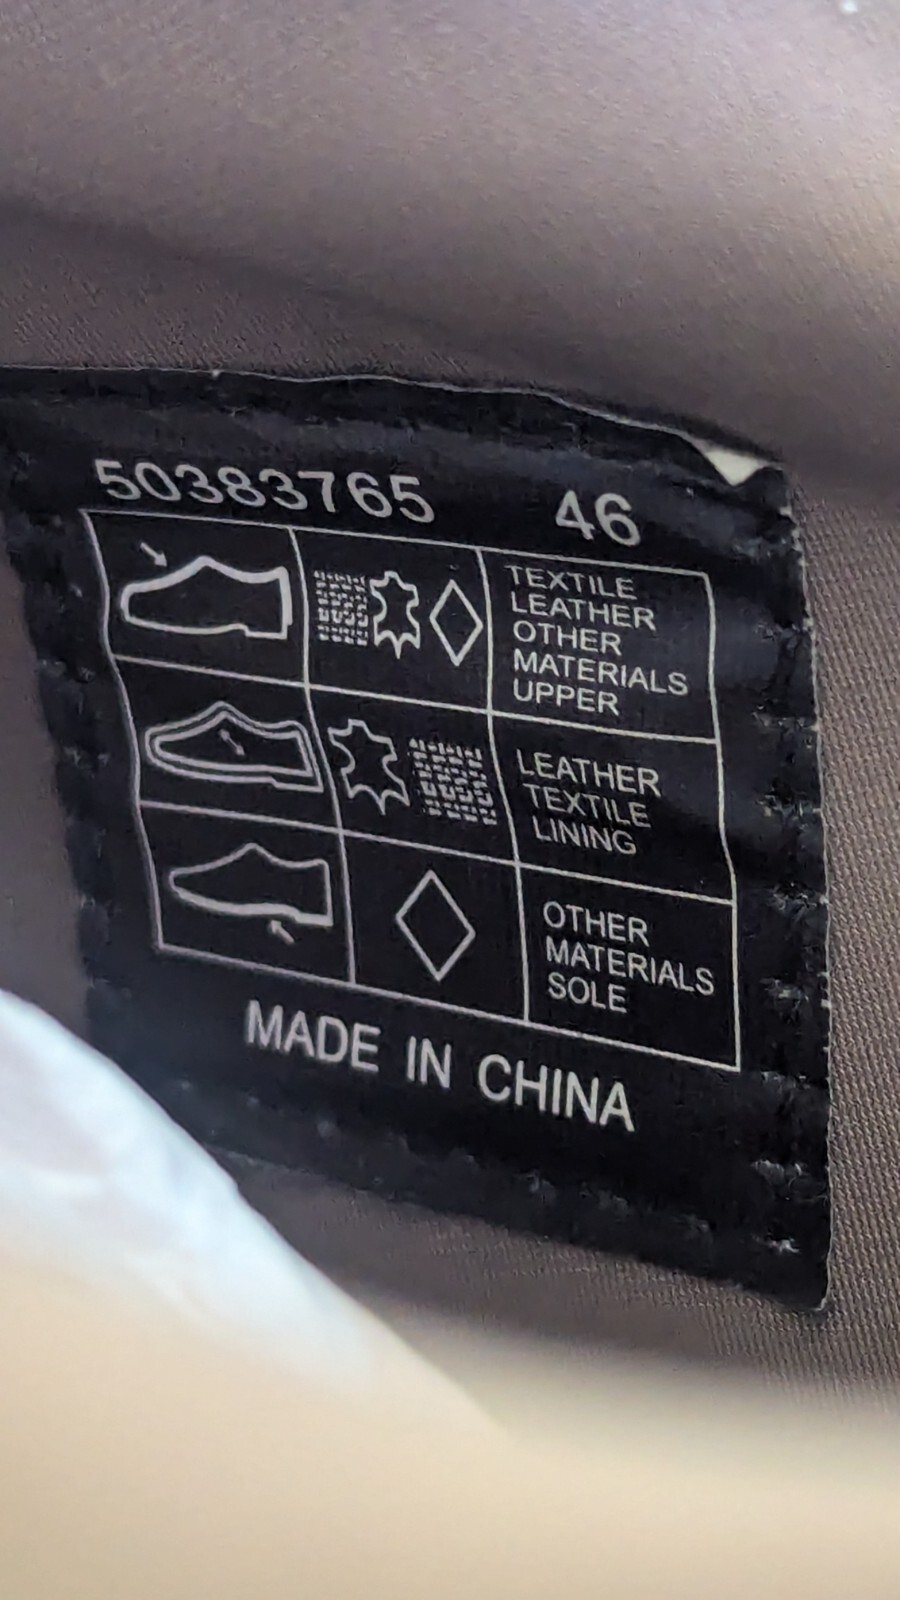 50383765 46
TEXTILE
LEATHER
OTHER
MATERIALS
UPPER
LEATHER
TEXTILE
LINING
OTHER
MATERIALS
SOLE
MADE IN CHINA